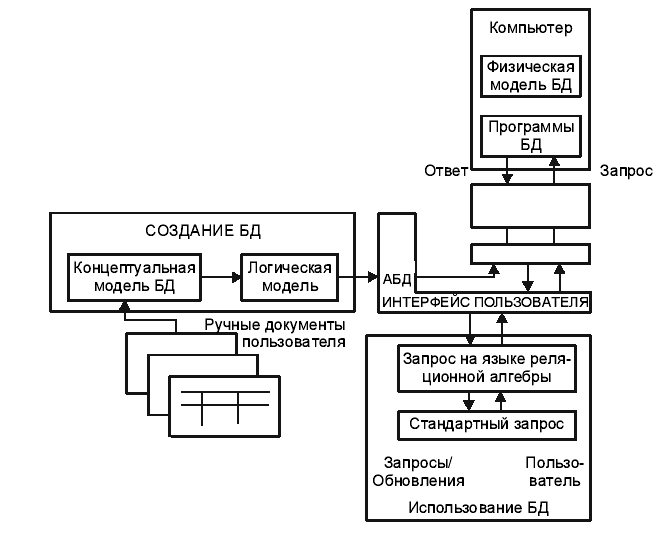 Компьютер
Физическая
модель БД
Программы
БД
Ответ
Запрос
СОЗДАНИЕ БД
Концептуальная
модель БД
Логическая
модель
АБД
ИНТЕРФЕЙС ПОЛЬЗОВАТЕЛЯ
Ручные документы
пользователя
Запрос на языке реля-
ционной алгебры
Стандартный запрос
Запросы/
Обновления
Пользо-
ватель
Использование БД